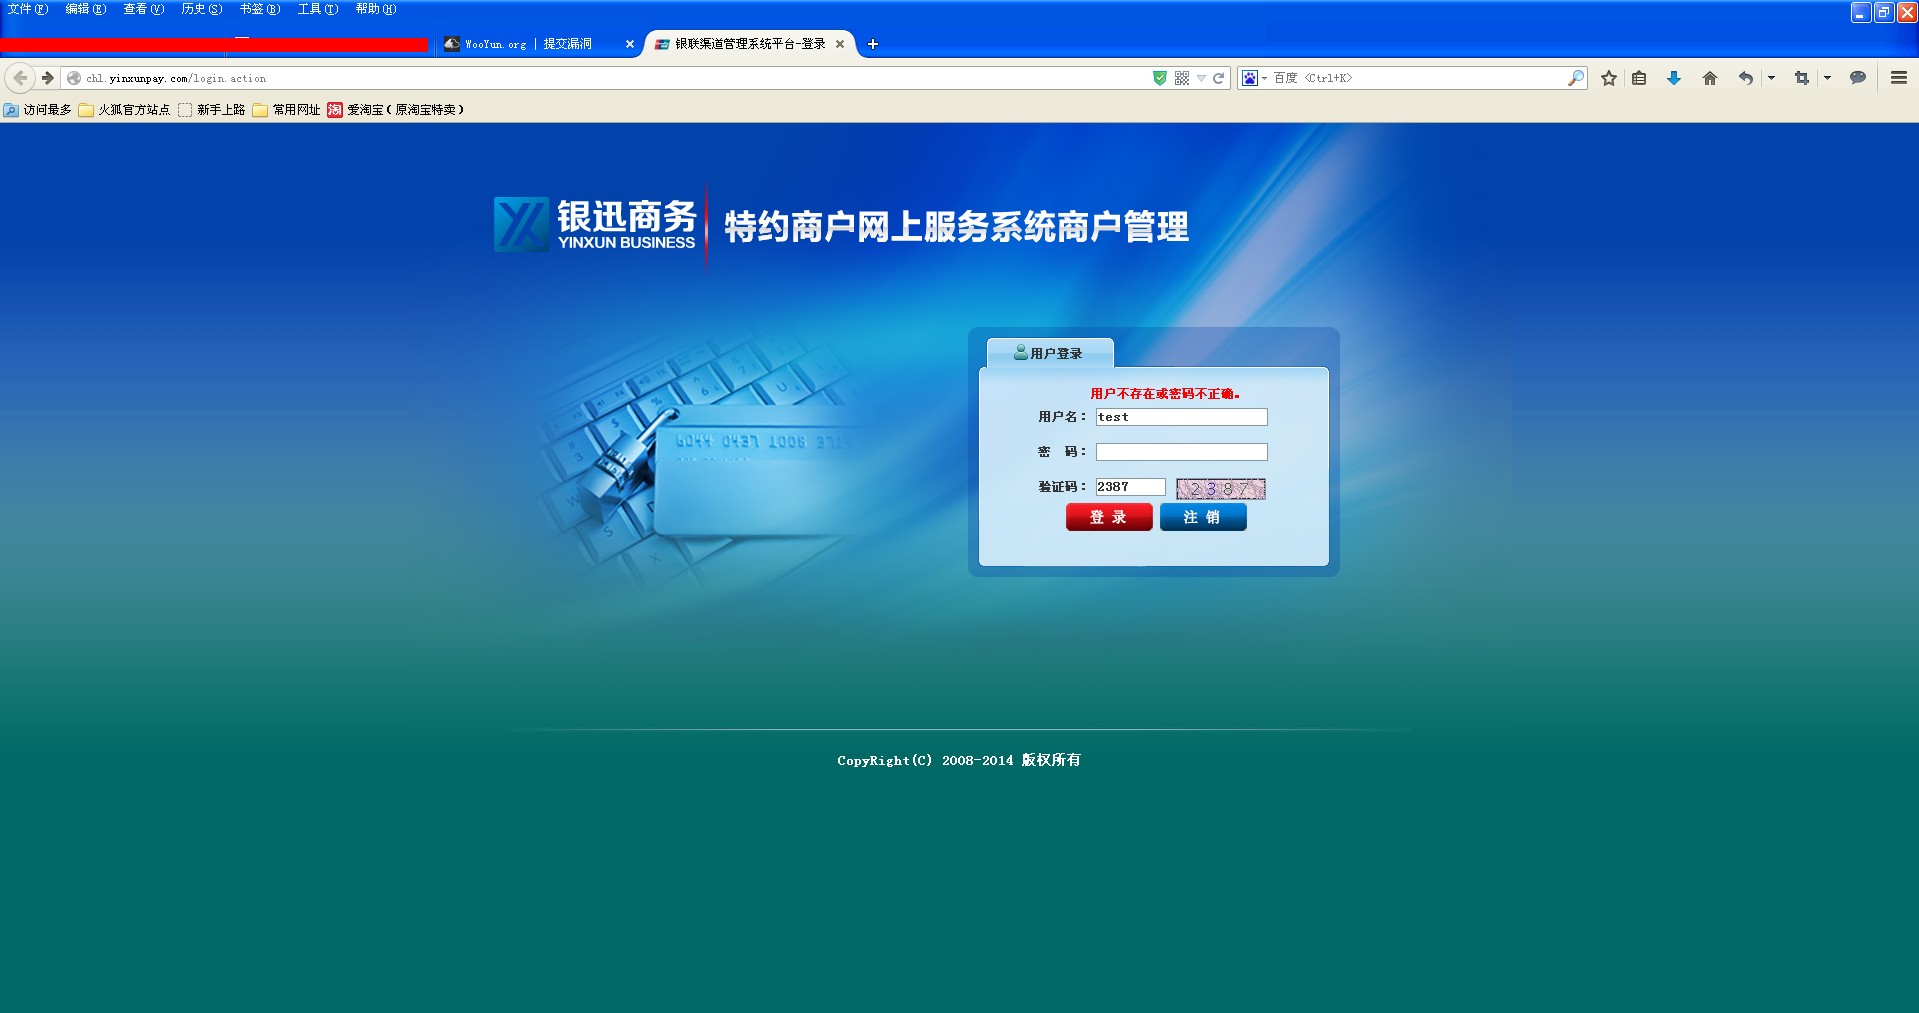 文件(F) 编辑(E) 查看(V) 历史(S) 书签(B) 工具(T) 帮助(H)
WooYun.org | 提交漏洞 银联渠道管理系统平台-登录
chl.yinxunpay.com/login.action 百度 <Ctrl+K>
访问最多 火狐官方站点 新手上路 常用网址 淘 爱淘宝(原淘宝特卖)
银迅商务
YINXUN BUSINESS
特约商户网上服务系统商户管理
用户登录
用户不存在或密码不正确。
用户名: test
密 码:
验证码: 2387 2387
登 录 注 销
CopyRight(C) 2008-2014 版权所有